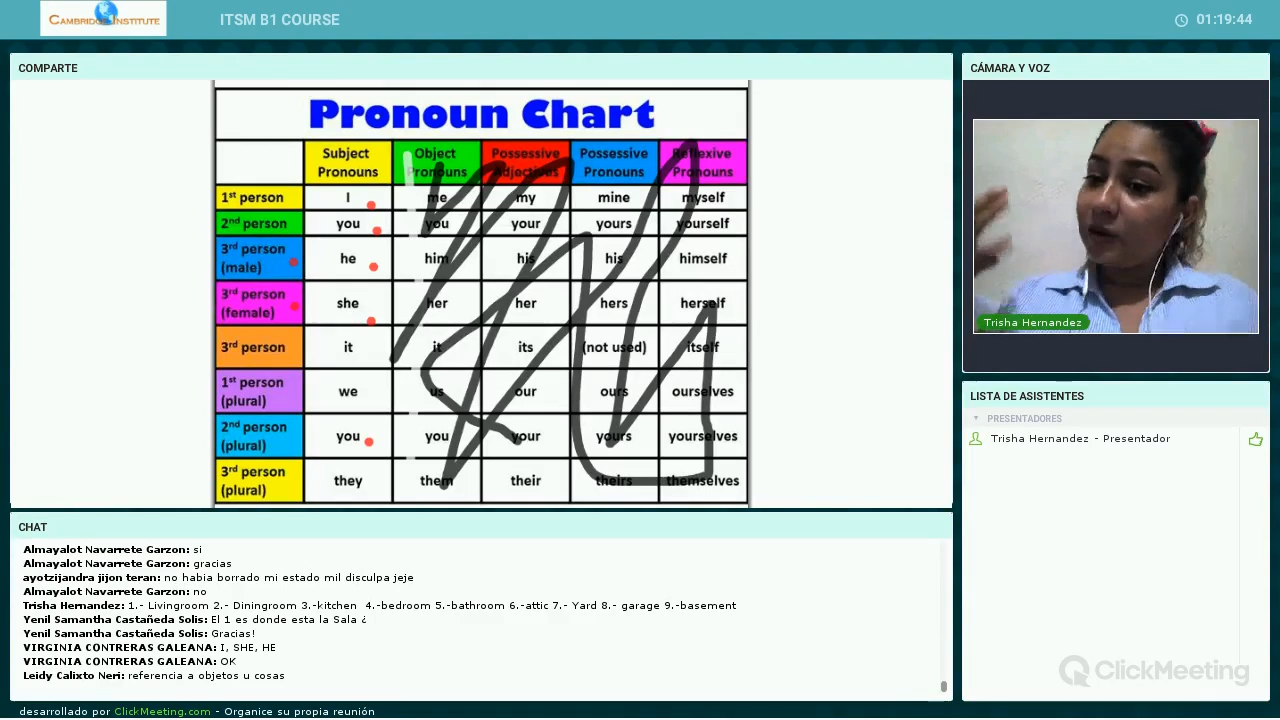 CAMBRIDGE INSTITUTE
ITSM B1 COURSE
01:19:44
COMPARTE
CÁMARA Y VOZ
Pronoun Chart
Subject Pronouns Object Pronouns Possessive Adjectives Possessive Pronouns Reflexive Pronouns
1st person I me my mine myself
2nd person you you your yours yourself
3rd person (male) he him his his himself
3rd person (female) she her her hers herself
3rd person it it its (not used) itself
1st person (plural) we us our ours ourselves
2nd person (plural) you you your yours yourselves
3rd person (plural) they them their theirs themselves
Trisha Hernandez
LISTA DE ASISTENTES
PRESENTADORES
Trisha Hernandez - Presentador
CHAT
Almayalot Navarrete Garzon: si
Almayalot Navarrete Garzon: gracias
ayotzijandra jijon teran: no habia borrado mi estado mil disculpa jeje
Almayalot Navarrete Garzon: no
Trisha Hernandez: 1.- Livingroom 2.- Diningroom 3.-kitchen 4.-bedroom 5.-bathroom 6.-attic 7.- Yard 8.- garage 9.-basement
Yenil Samantha Castañeda Solis: El 1 es donde esta la Sala ¿
Yenil Samantha Castañeda Solis: Gracias!
VIRGINIA CONTRERAS GALEANA: I, SHE, HE
VIRGINIA CONTRERAS GALEANA: OK
Leidy Calixto Neri: referencia a objetos u cosas
ClickMeeting
desarrollado por ClickMeeting.com - Organice su propia reunión